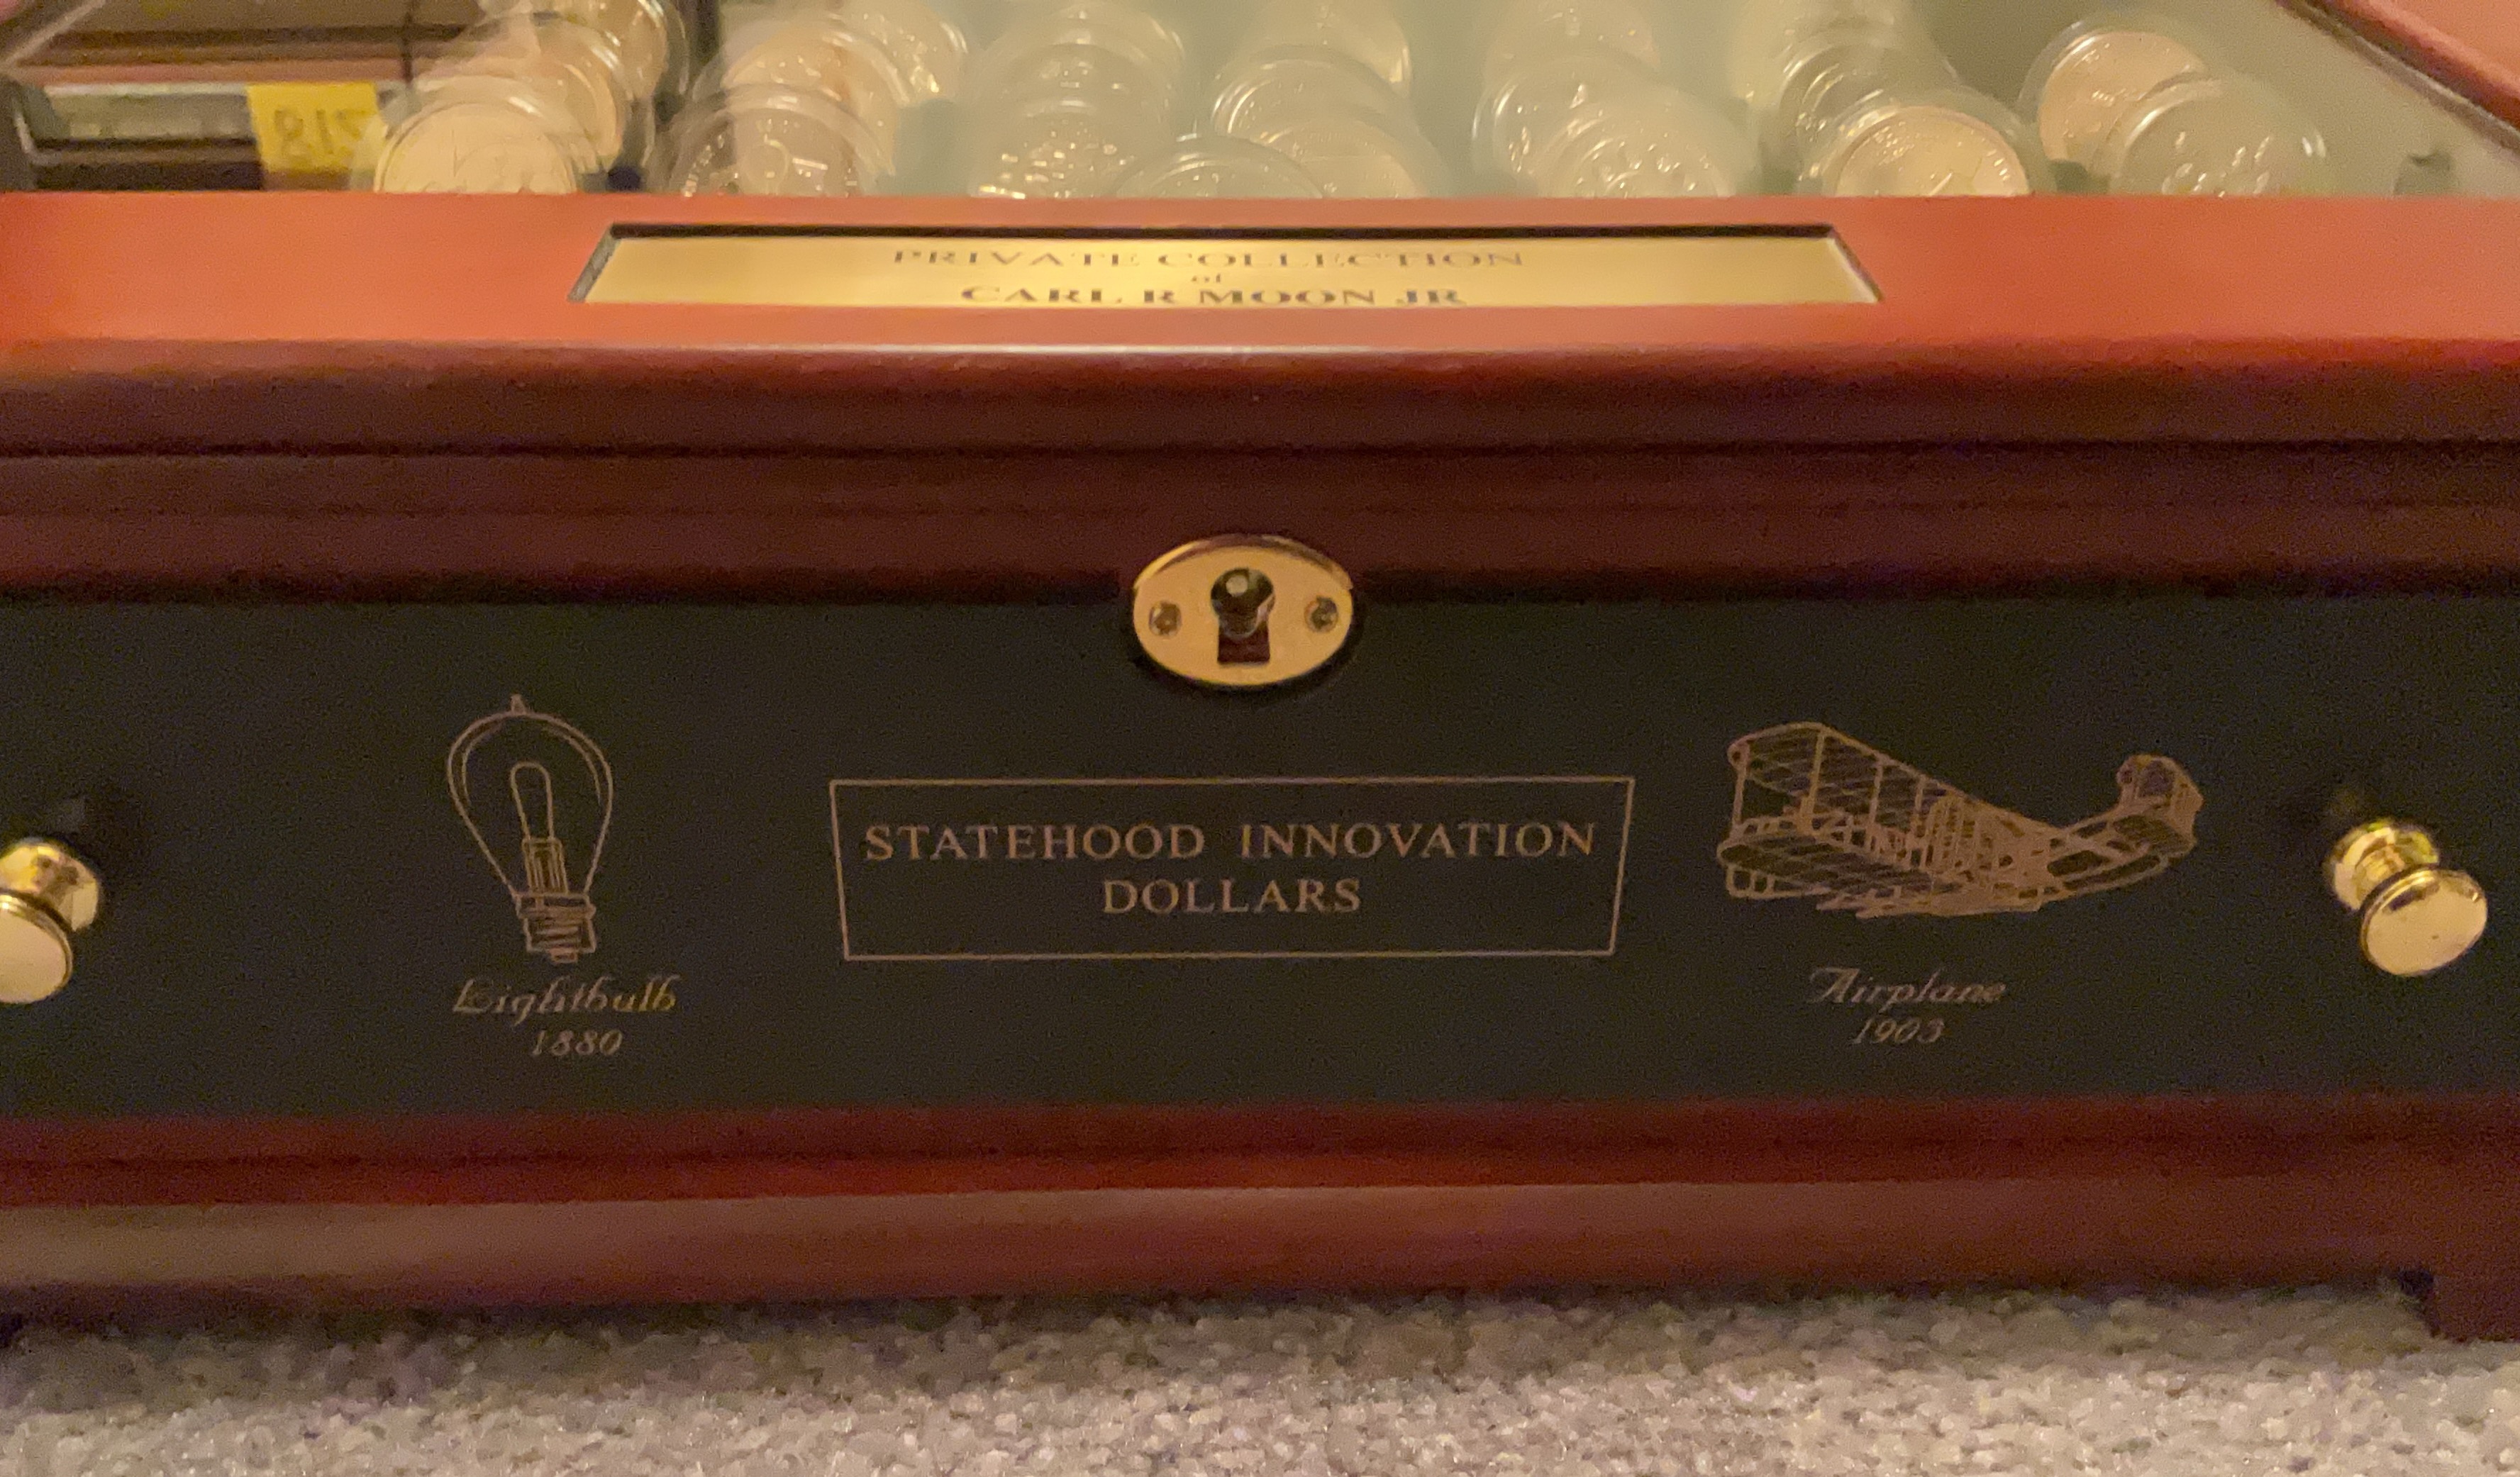 PRIVATE COLLECTION
of
CARL R MOON JR
STATEHOOD INNOVATION
DOLLARS
Lightbulb
1880
Airplane
1903